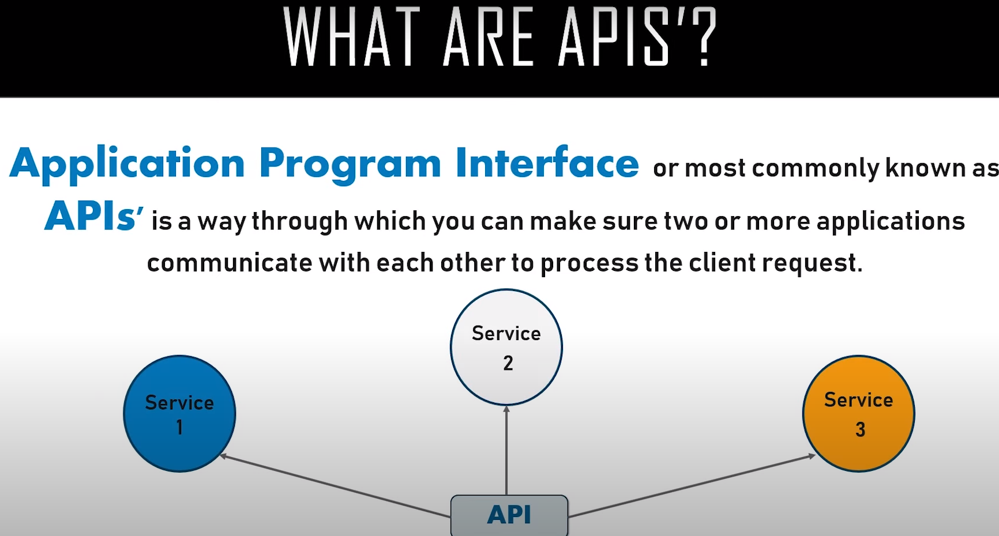 WHAT ARE APIS’?
Application Program Interface or most commonly known as
APIs’ is a way through which you can make sure two or more applications
communicate with each other to process the client request.
Service
2
Service
1
Service
3
API